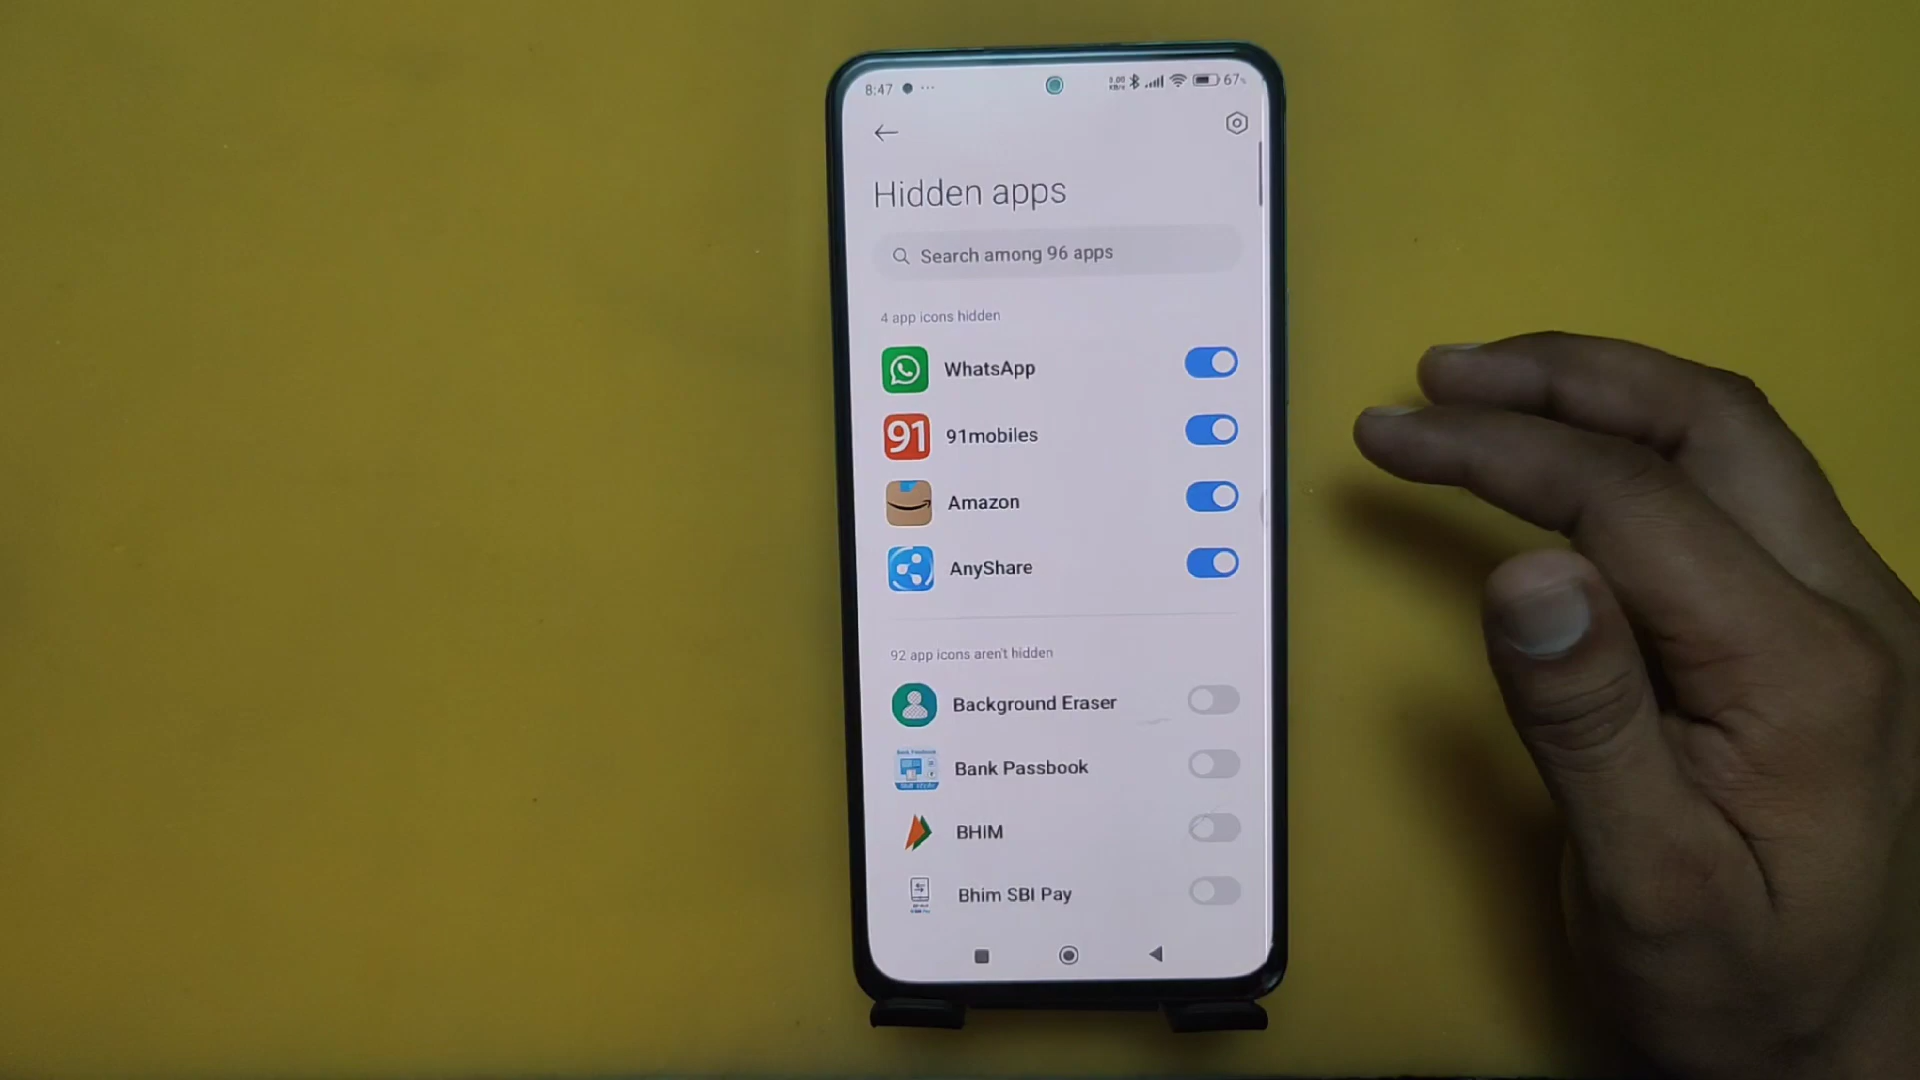 8:47 ...
67%
Hidden apps
Search among 96 apps
4 app icons hidden
WhatsApp
91
91mobiles
Amazon
AnyShare
92 app icons aren't hidden
Background Eraser
Bank Passbook
BHIM
Bhim SBI Pay